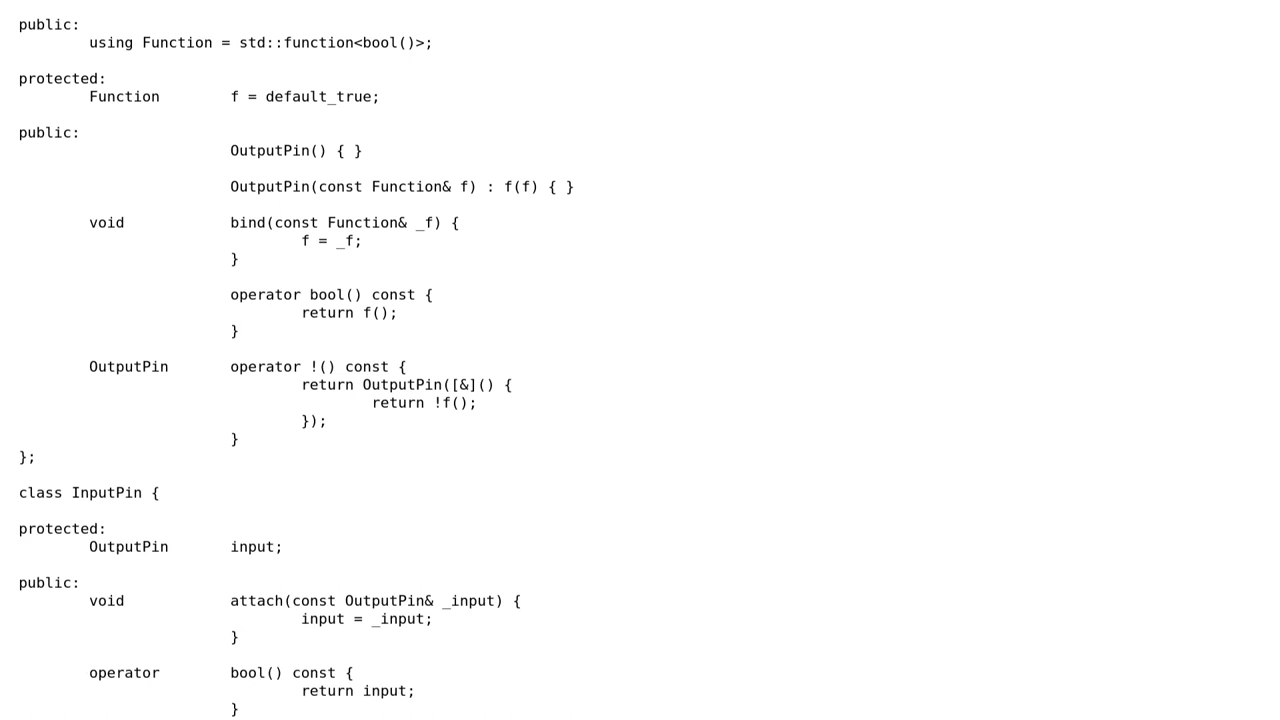 public:
        using Function = std::function<bool()>;

protected:
        Function        f = default_true;

public:
                        OutputPin() { }

                        OutputPin(const Function& f) : f(f) { }

        void            bind(const Function& _f) {
                                f = _f;
                        }

                        operator bool() const {
                                return f();
                        }

        OutputPin       operator !() const {
                                return OutputPin([&]() {
                                        return !f();
                                });
                        }
};

class InputPin {

protected:
        OutputPin       input;

public:
        void            attach(const OutputPin& _input) {
                                input = _input;
                        }

        operator        bool() const {
                                return input;
                        }